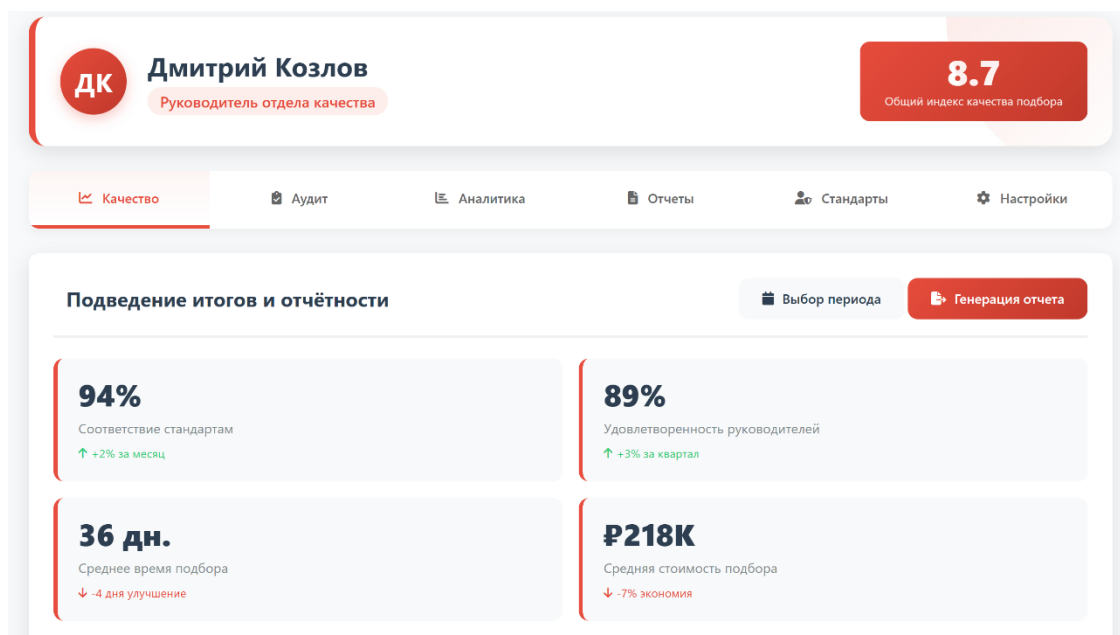 ДК
Дмитрий Козлов
Руководитель отдела качества
8.7
Общий индекс качества подбора
Качество
Аудит
Аналитика
Отчеты
Стандарты
Настройки
Подведение итогов и отчётности
Выбор периода
Генерация отчета
94%
Соответствие стандартам
↑ +2% за месяц
89%
Удовлетворенность руководителей
↑ +3% за квартал
36 дн.
Среднее время подбора
↓ -4 дня улучшение
₽218K
Средняя стоимость подбора
↓ -7% экономия